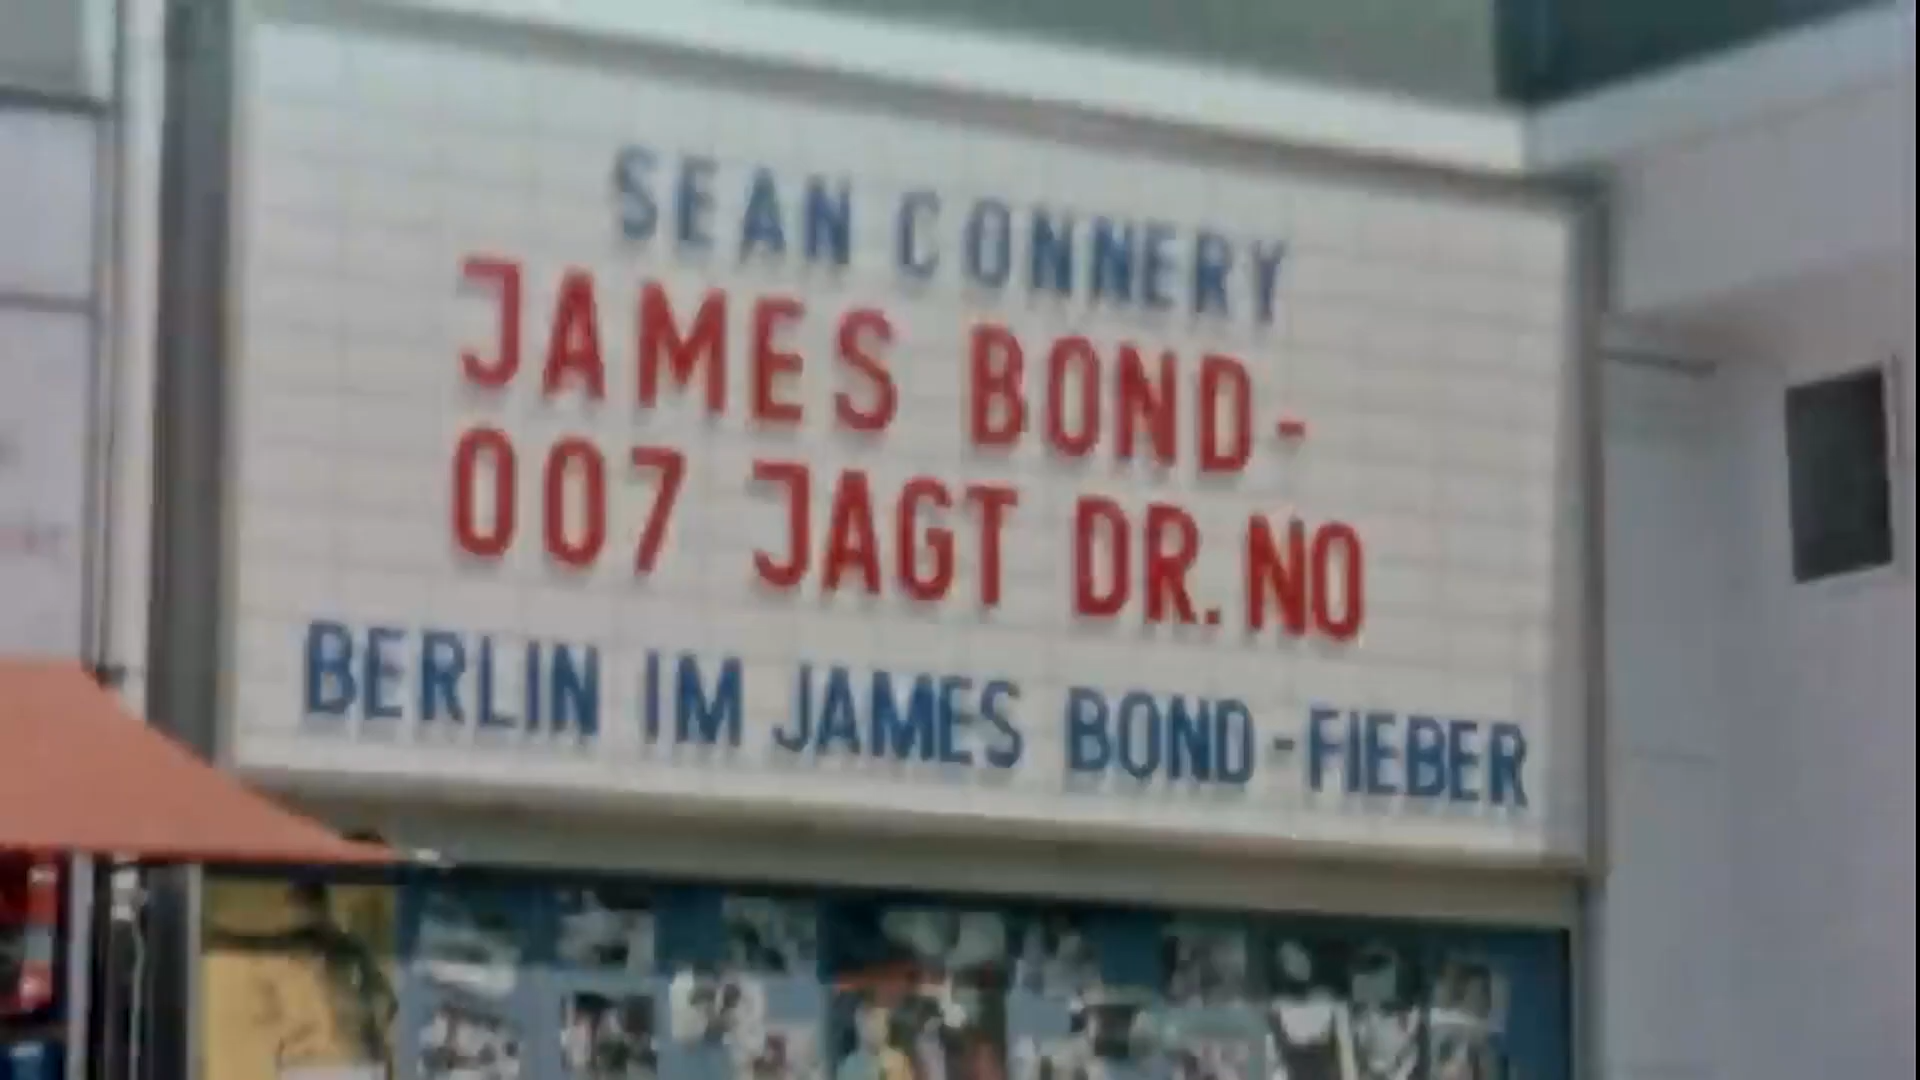 SEAN CONNERY
JAMES BOND-
007 JAGT DR. NO
BERLIN IM JAMES BOND-FIEBER